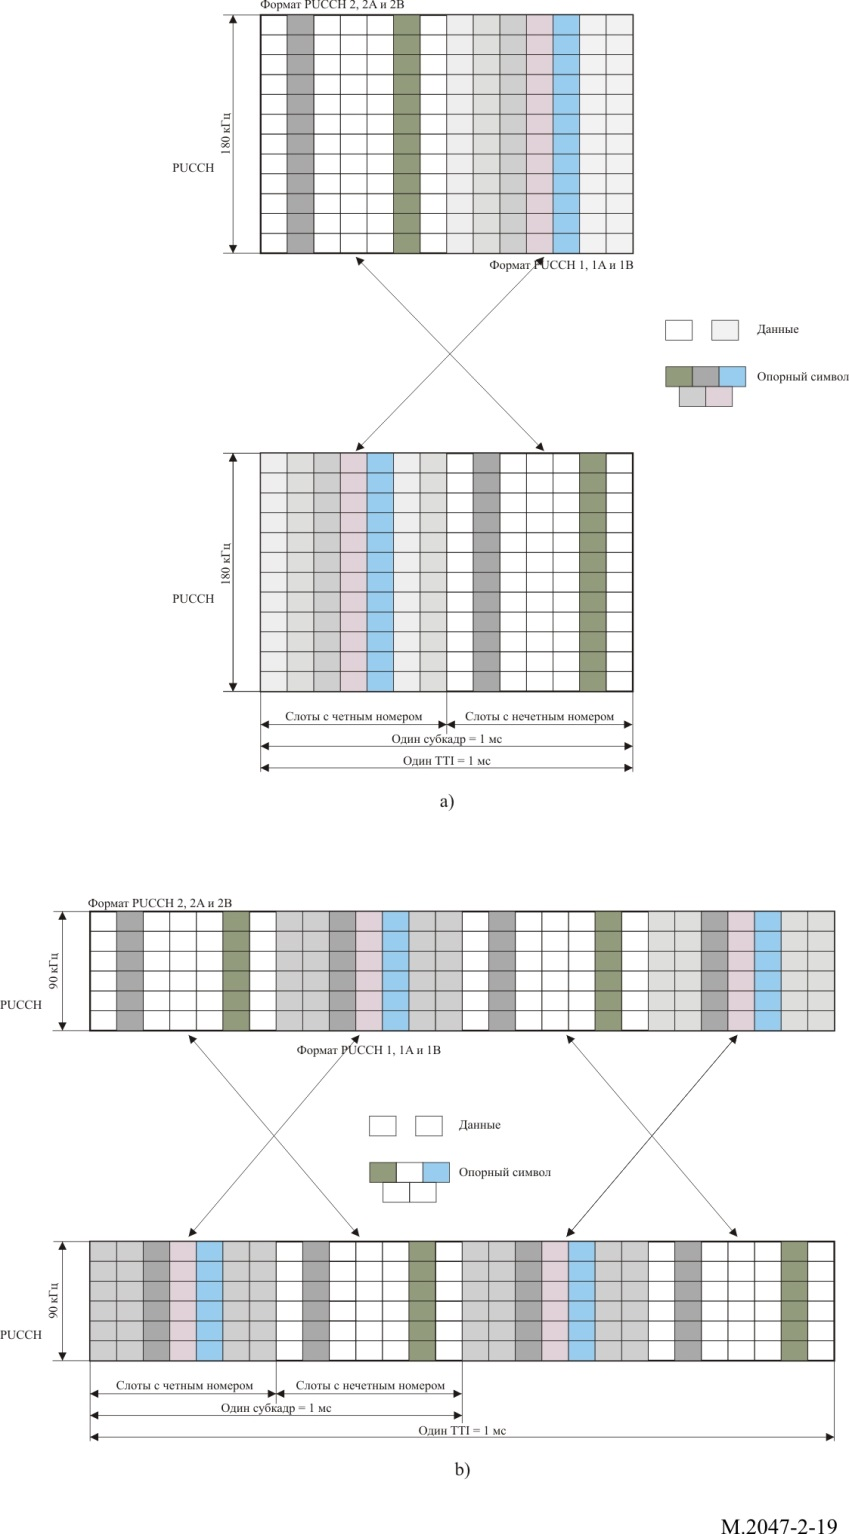 Формат PUCCH 2, 2A и 2B
180 кГц
PUCCH
Формат PUCCH 1, 1A и 1B
Данные
Опорный символ
180 кГц
PUCCH
Слоты с четным номером
Слоты с нечетным номером
Один субкадр = 1 мс
Один TTI = 1 мс
a)
Формат PUCCH 2, 2A и 2B
90 кГц
PUCCH
Формат PUCCH 1, 1A и 1B
Данные
Опорный символ
90 кГц
PUCCH
Слоты с четным номером
Слоты с нечетным номером
Один субкадр = 1 мс
Один TTI = 1 мс
b)
M.2047-2-19